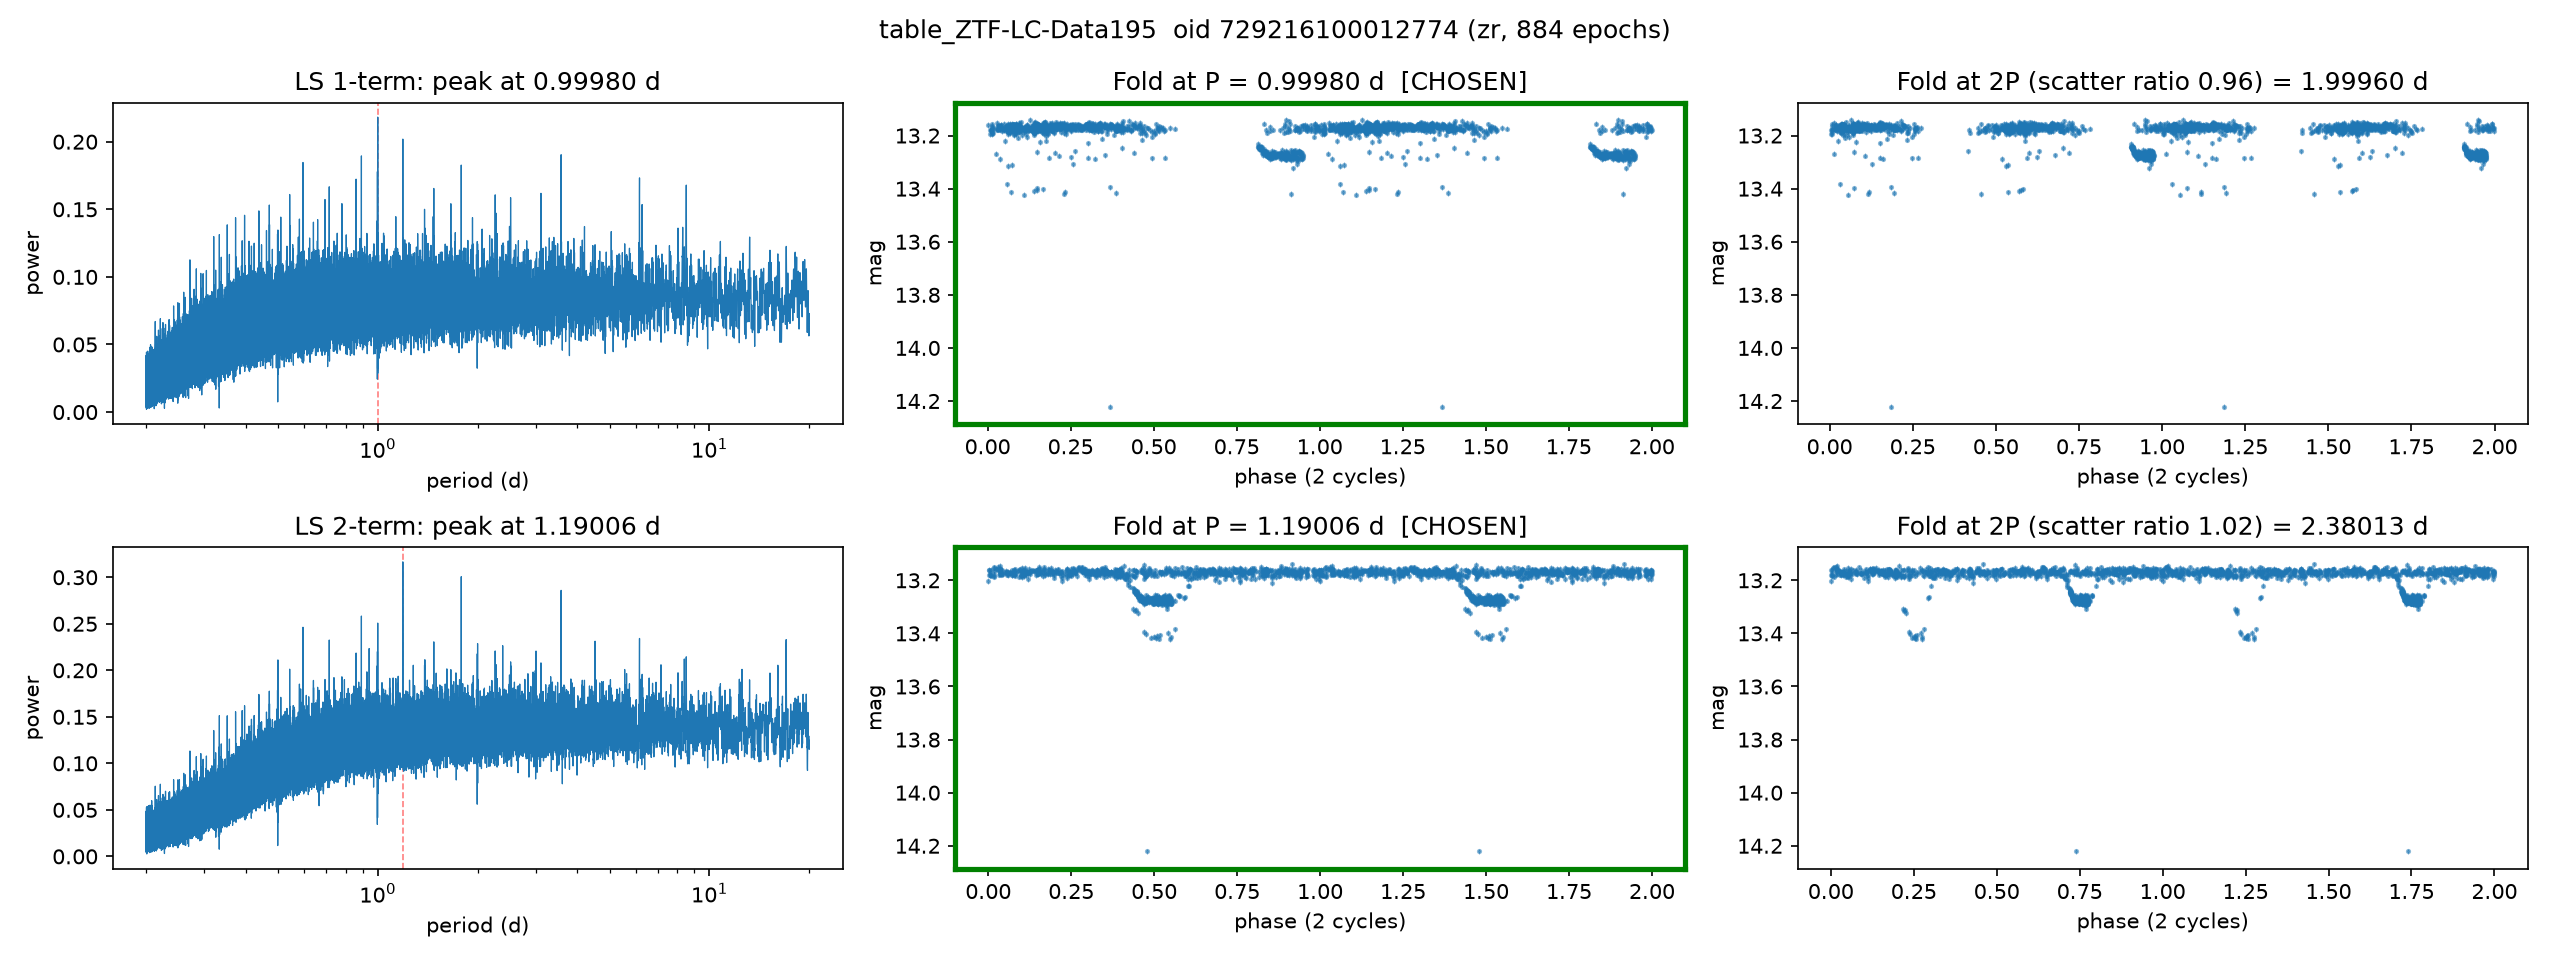 table_ZTF-LC-Data195  oid 729216100012774 (zr, 884 epochs)
LS 1-term: peak at 0.99980 d
0.20
0.15
0.10
0.05
0.00
power
10⁰
10¹
period (d)
Fold at P = 0.99980 d  [CHOSEN]
13.2
13.4
13.6
13.8
14.0
14.2
mag
0.00 0.25 0.50 0.75 1.00 1.25 1.50 1.75 2.00
phase (2 cycles)
Fold at 2P (scatter ratio 0.96) = 1.99960 d
13.2
13.4
13.6
13.8
14.0
14.2
mag
0.00 0.25 0.50 0.75 1.00 1.25 1.50 1.75 2.00
phase (2 cycles)
LS 2-term: peak at 1.19006 d
0.30
0.25
0.20
0.15
0.10
0.05
0.00
power
10⁰
10¹
period (d)
Fold at P = 1.19006 d  [CHOSEN]
13.2
13.4
13.6
13.8
14.0
14.2
mag
0.00 0.25 0.50 0.75 1.00 1.25 1.50 1.75 2.00
phase (2 cycles)
Fold at 2P (scatter ratio 1.02) = 2.38013 d
13.2
13.4
13.6
13.8
14.0
14.2
mag
0.00 0.25 0.50 0.75 1.00 1.25 1.50 1.75 2.00
phase (2 cycles)